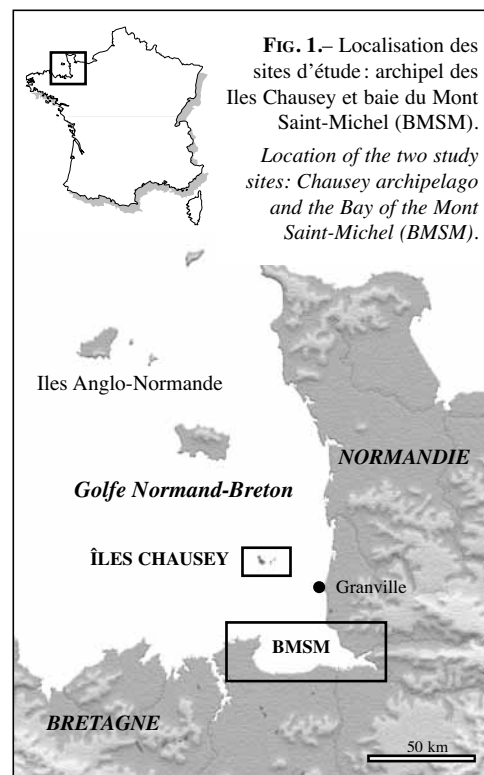 FIG. 1.– Localisation des
sites d'étude : archipel des
Iles Chausey et baie du Mont
Saint-Michel (BMSM).
Location of the two study
sites: Chausey archipelago
and the Bay of the Mont
Saint-Michel (BMSM).
Iles Anglo-Normande
NORMANDIE
Golfe Normand-Breton
ÎLES CHAUSEY
Granville
BMSM
BRETAGNE
50 km